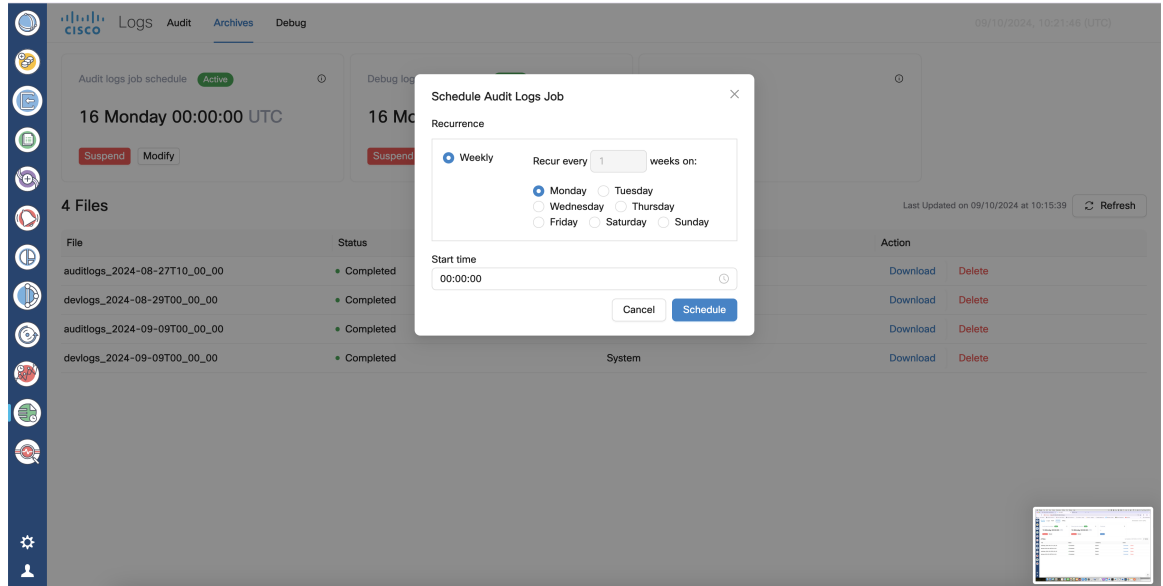 CISCO Logs Audit Archives Debug 09/10/2024, 10:21:46 (UTC)
Audit logs job schedule Active Debug log
16 Monday 00:00:00 UTC 16 Mo
Suspend Modify Suspend
Schedule Audit Logs Job
Recurrence
Weekly Recur every 1 weeks on:
Monday Tuesday
Wednesday Thursday
Friday Saturday Sunday
Start time
00:00:00
Cancel Schedule
4 Files Last Updated on 09/10/2024 at 10:15:39 Refresh
File Status Action
auditlogs_2024-08-27T10_00_00 Completed Download Delete
devlogs_2024-08-29T00_00_00 Completed Download Delete
auditlogs_2024-09-09T00_00_00 Completed Download Delete
devlogs_2024-09-09T00_00_00 Completed System Download Delete